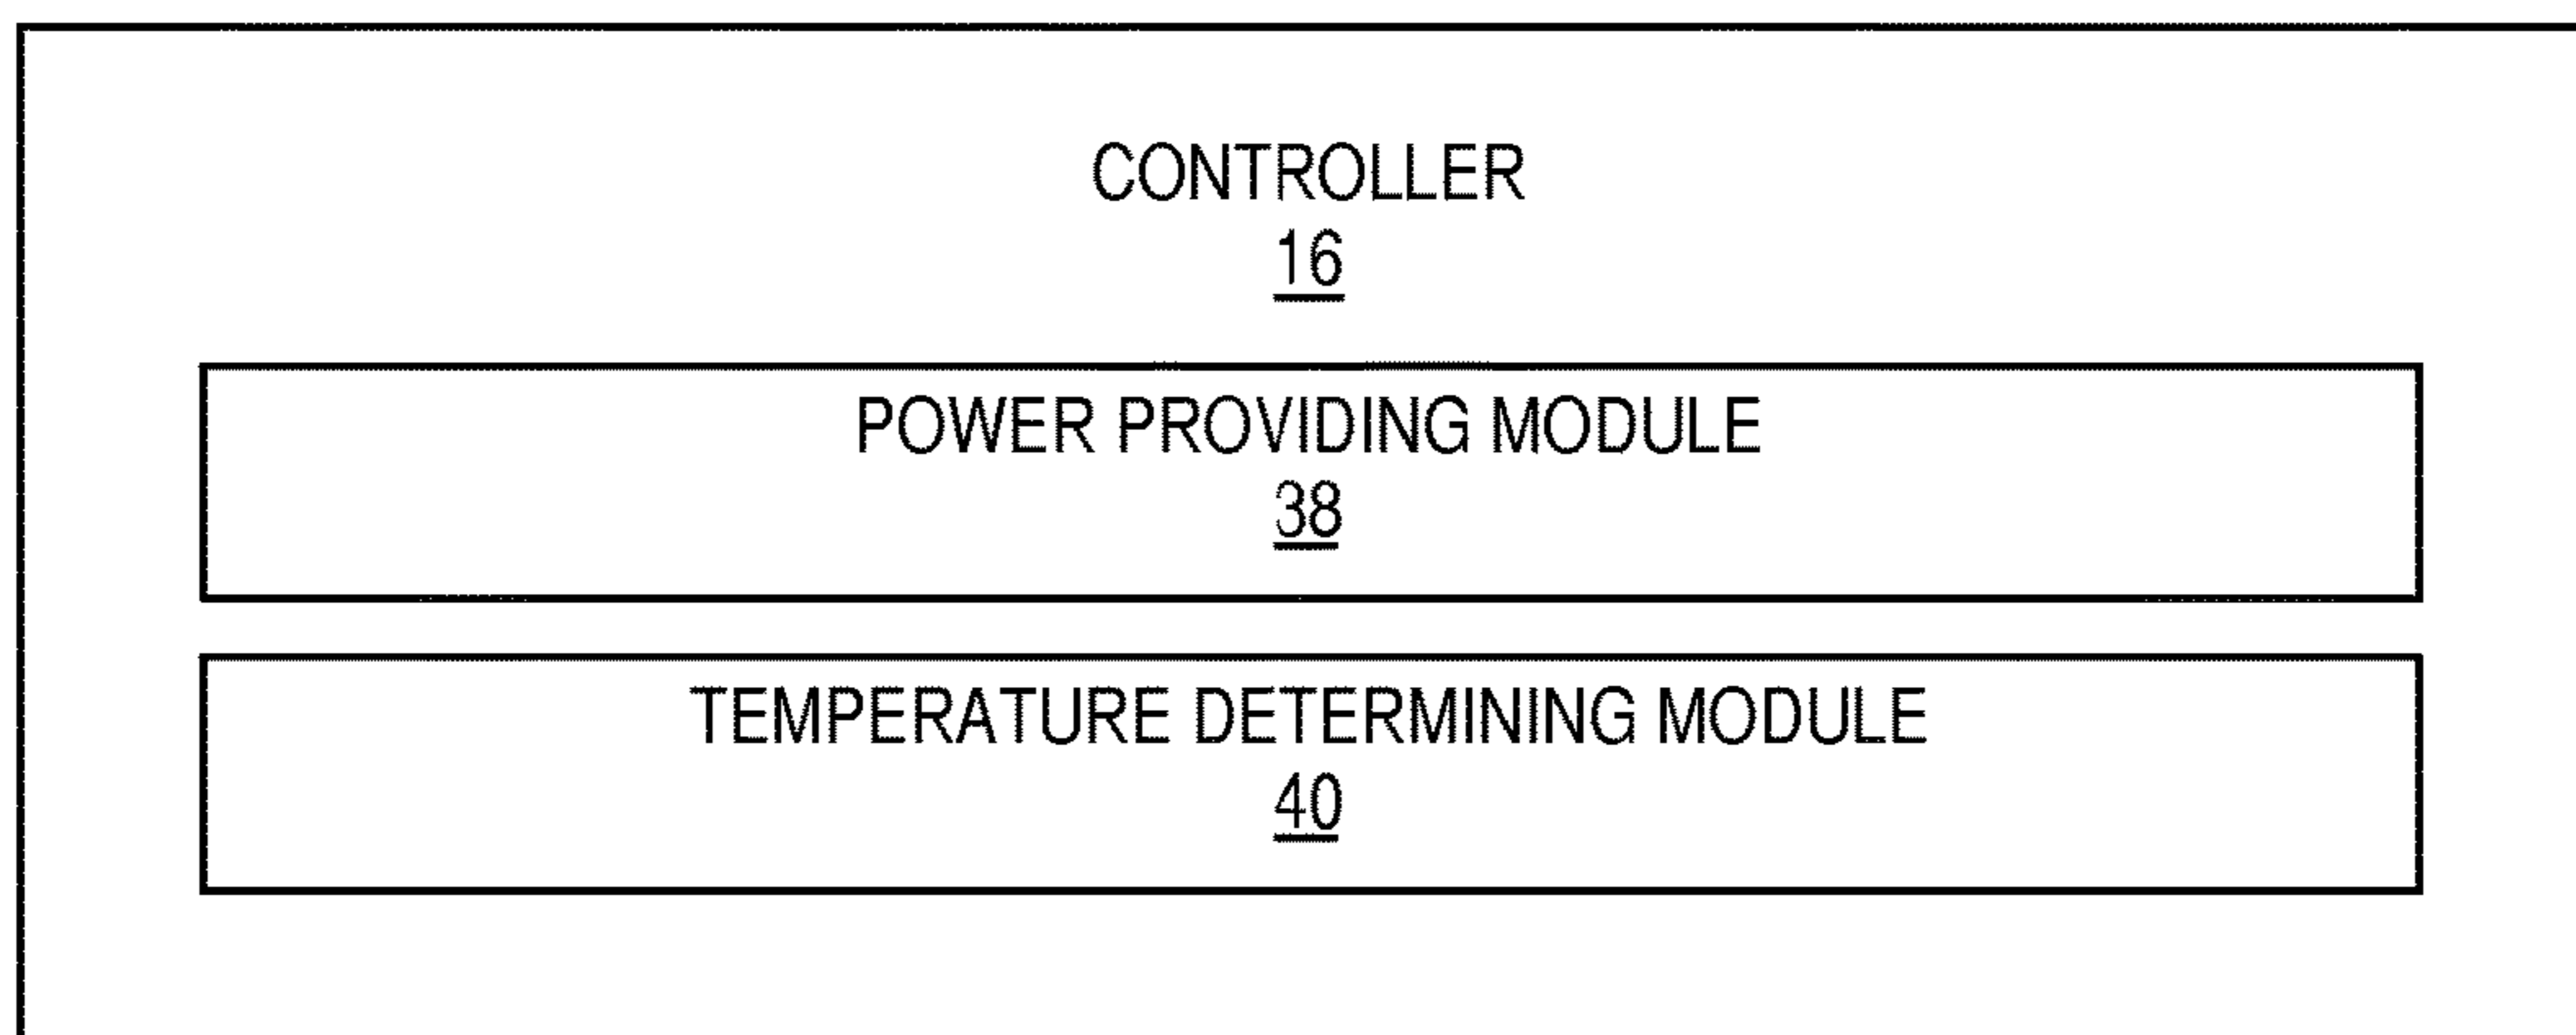 CONTROLLER
16
POWER PROVIDING MODULE
38
TEMPERATURE DETERMINING MODULE
40